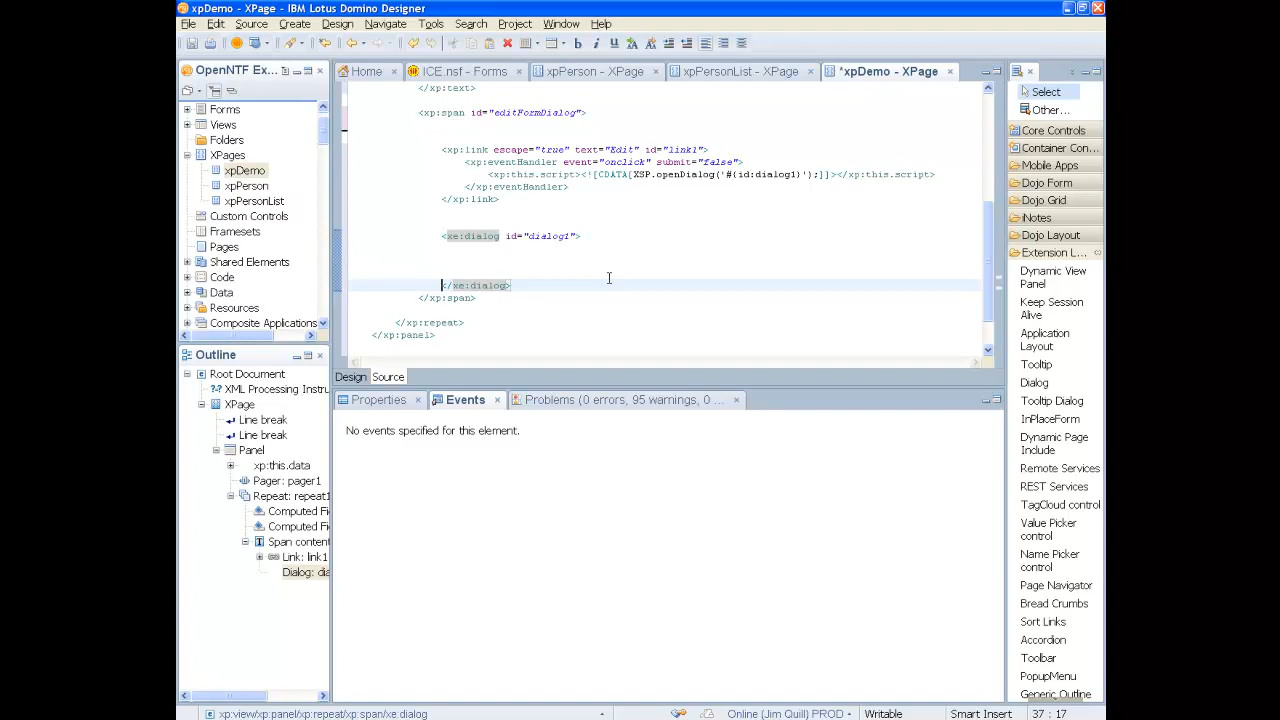 xpDemo - XPage - IBM Lotus Domino Designer
File Edit Source Create Design Navigate Tools Search Project Window Help
OpenNTF Ex...
Forms
Views
Folders
XPages
xpDemo
xpPerson
xpPersonList
Custom Controls
Framesets
Pages
Shared Elements
Code
Data
Resources
Composite Applications
Outline
Root Document
XML Processing Instru
XPage
Line break
Line break
Panel
xp:this.data
Pager: pager1
Repeat: repeat1
Computed Fi
Computed Fi
Span content
Link: link1
Dialog: dia
Home ICE.nsf - Forms xpPerson - XPage xpPersonList - XPage *xpDemo - XPage
</xp:text>
<xp:span id="editFormDialog">
<xp:link escape="true" text="Edit" id="link1">
<xp:eventHandler event="onclick" submit="false">
<xp:this.script><![CDATA[XSP.openDialog('#{id:dialog1}');]]></xp:this.script>
</xp:eventHandler>
</xp:link>
<xe:dialog id="dialog1">
</xe:dialog>
</xp:span>
</xp:repeat>
</xp:panel>
Design Source
Properties Events Problems (0 errors, 95 warnings, 0 ...
No events specified for this element.
Select
Other...
Core Controls
Container Con...
Mobile Apps
Dojo Form
Dojo Grid
iNotes
Dojo Layout
Extension L...
Dynamic View
Panel
Keep Session
Alive
Application
Layout
Tooltip
Dialog
Tooltip Dialog
InPlaceForm
Dynamic Page
Include
Remote Services
REST Services
TagCloud control
Value Picker
control
Name Picker
control
Page Navigator
Bread Crumbs
Sort Links
Accordion
Toolbar
PopupMenu
Generic Outline
xp:view/xp:panel/xp:repeat/xp:span/xe:dialog
Online (Jim Quill) PROD
Writable
Smart Insert
37 : 17